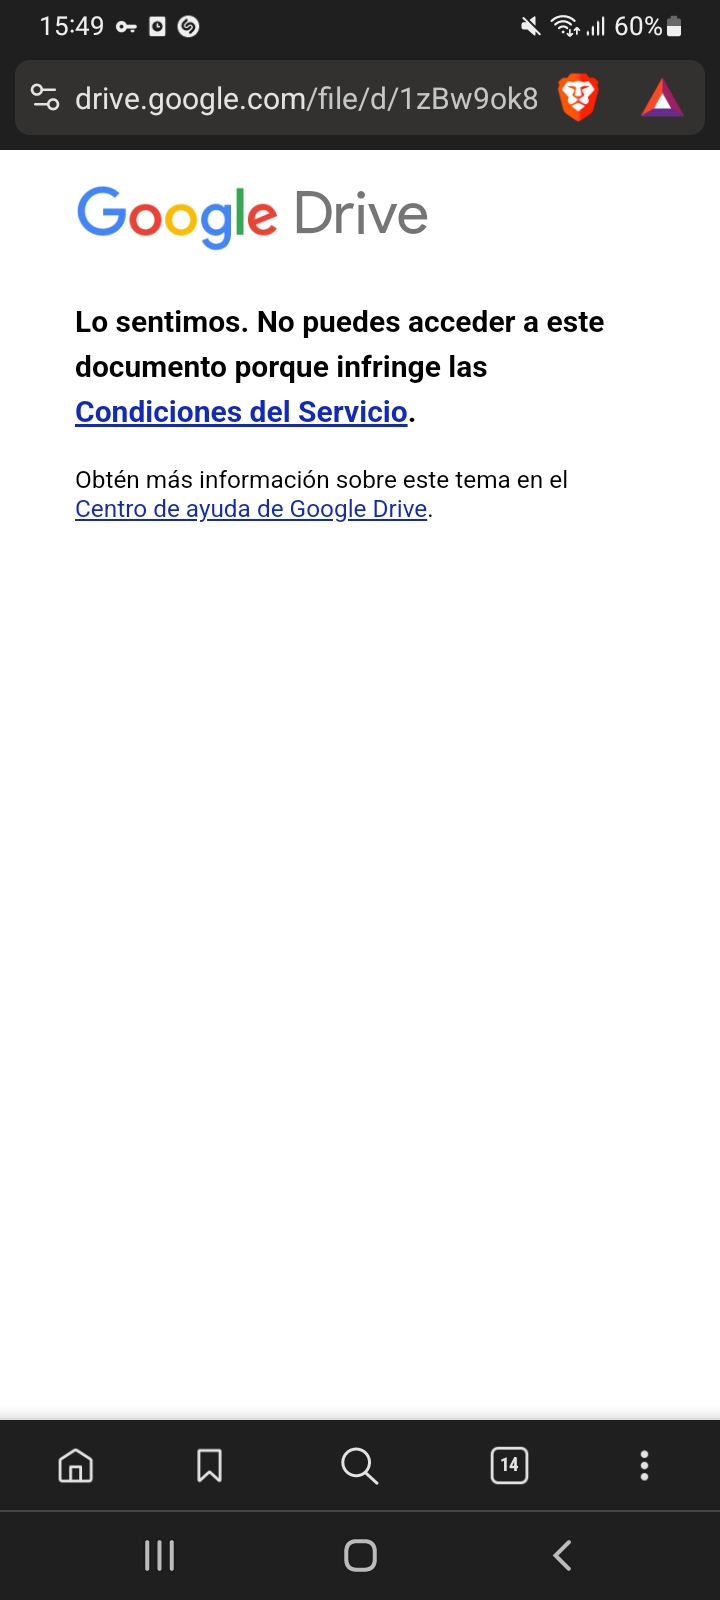 15:49
60%
drive.google.com/file/d/1zBw9ok8
Google Drive
Lo sentimos. No puedes acceder a este
documento porque infringe las
Condiciones del Servicio.
Obtén más información sobre este tema en el
Centro de ayuda de Google Drive.
14